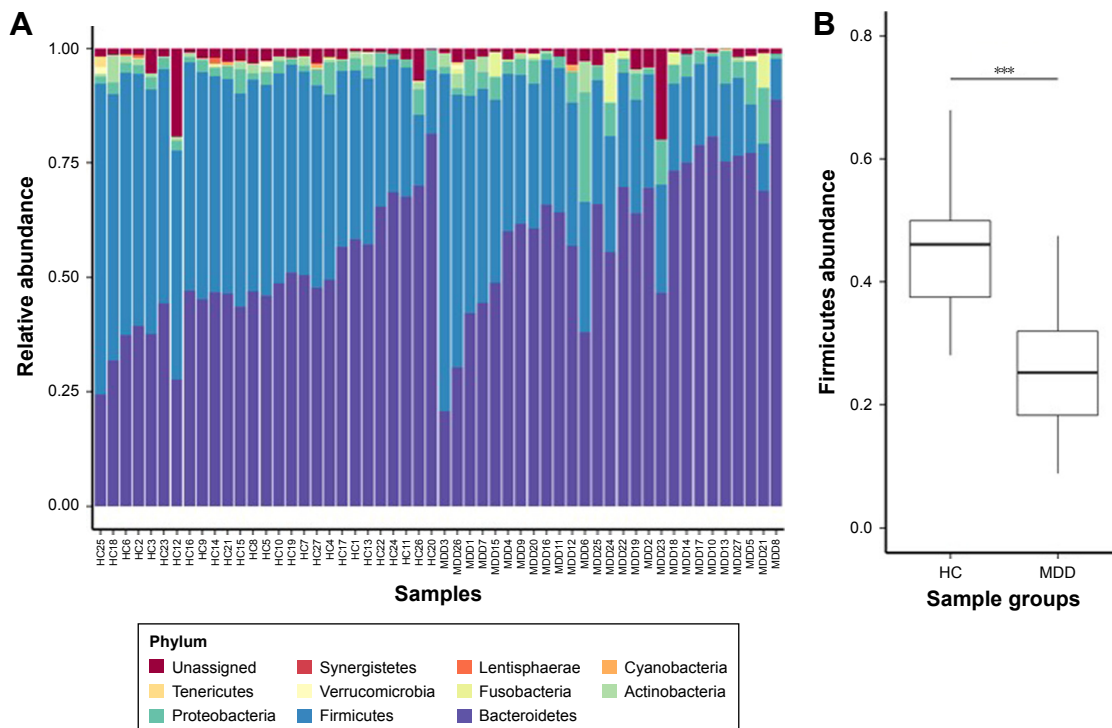 A
Relative abundance
1.00
0.75
0.50
0.25
0.00
HC25
HC18
HC6
HC2
HC3
HC23
HC12
HC16
HC9
HC14
HC21
HC15
HC8
HC5
HC10
HC19
HC7
HC27
HC4
HC17
HC1
HC13
HC22
HC24
HC11
HC26
HC20
MDD3
MDD26
MDD1
MDD7
MDD15
MDD4
MDD9
MDD20
MDD16
MDD11
MDD12
MDD6
MDD25
MDD24
MDD22
MDD19
MDD2
MDD23
MDD18
MDD14
MDD17
MDD10
MDD13
MDD27
MDD5
MDD21
MDD8
Samples
Phylum
Unassigned Synergistetes Lentisphaerae Cyanobacteria
Tenericutes Verrucomicrobia Fusobacteria Actinobacteria
Proteobacteria Firmicutes Bacteroidetes
B
Firmicutes abundance
0.8
0.6
0.4
0.2
0.0
***
HC MDD
Sample groups